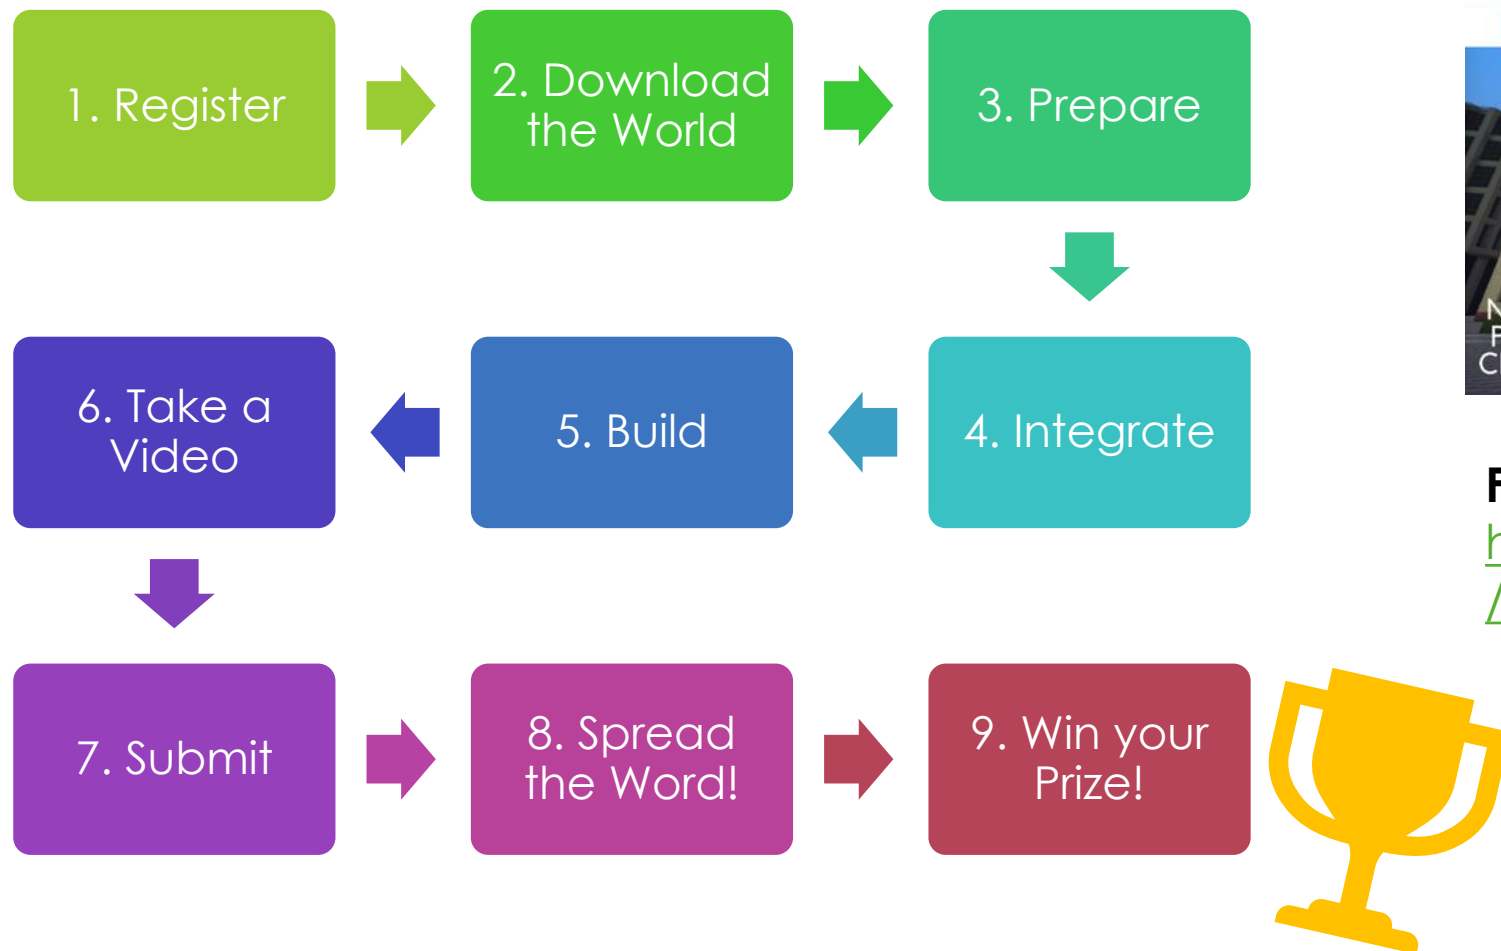 1. Register
2. Download
the World
3. Prepare
4. Integrate
5. Build
6. Take a
Video
7. Submit
8. Spread
the Word!
9. Win your
Prize!